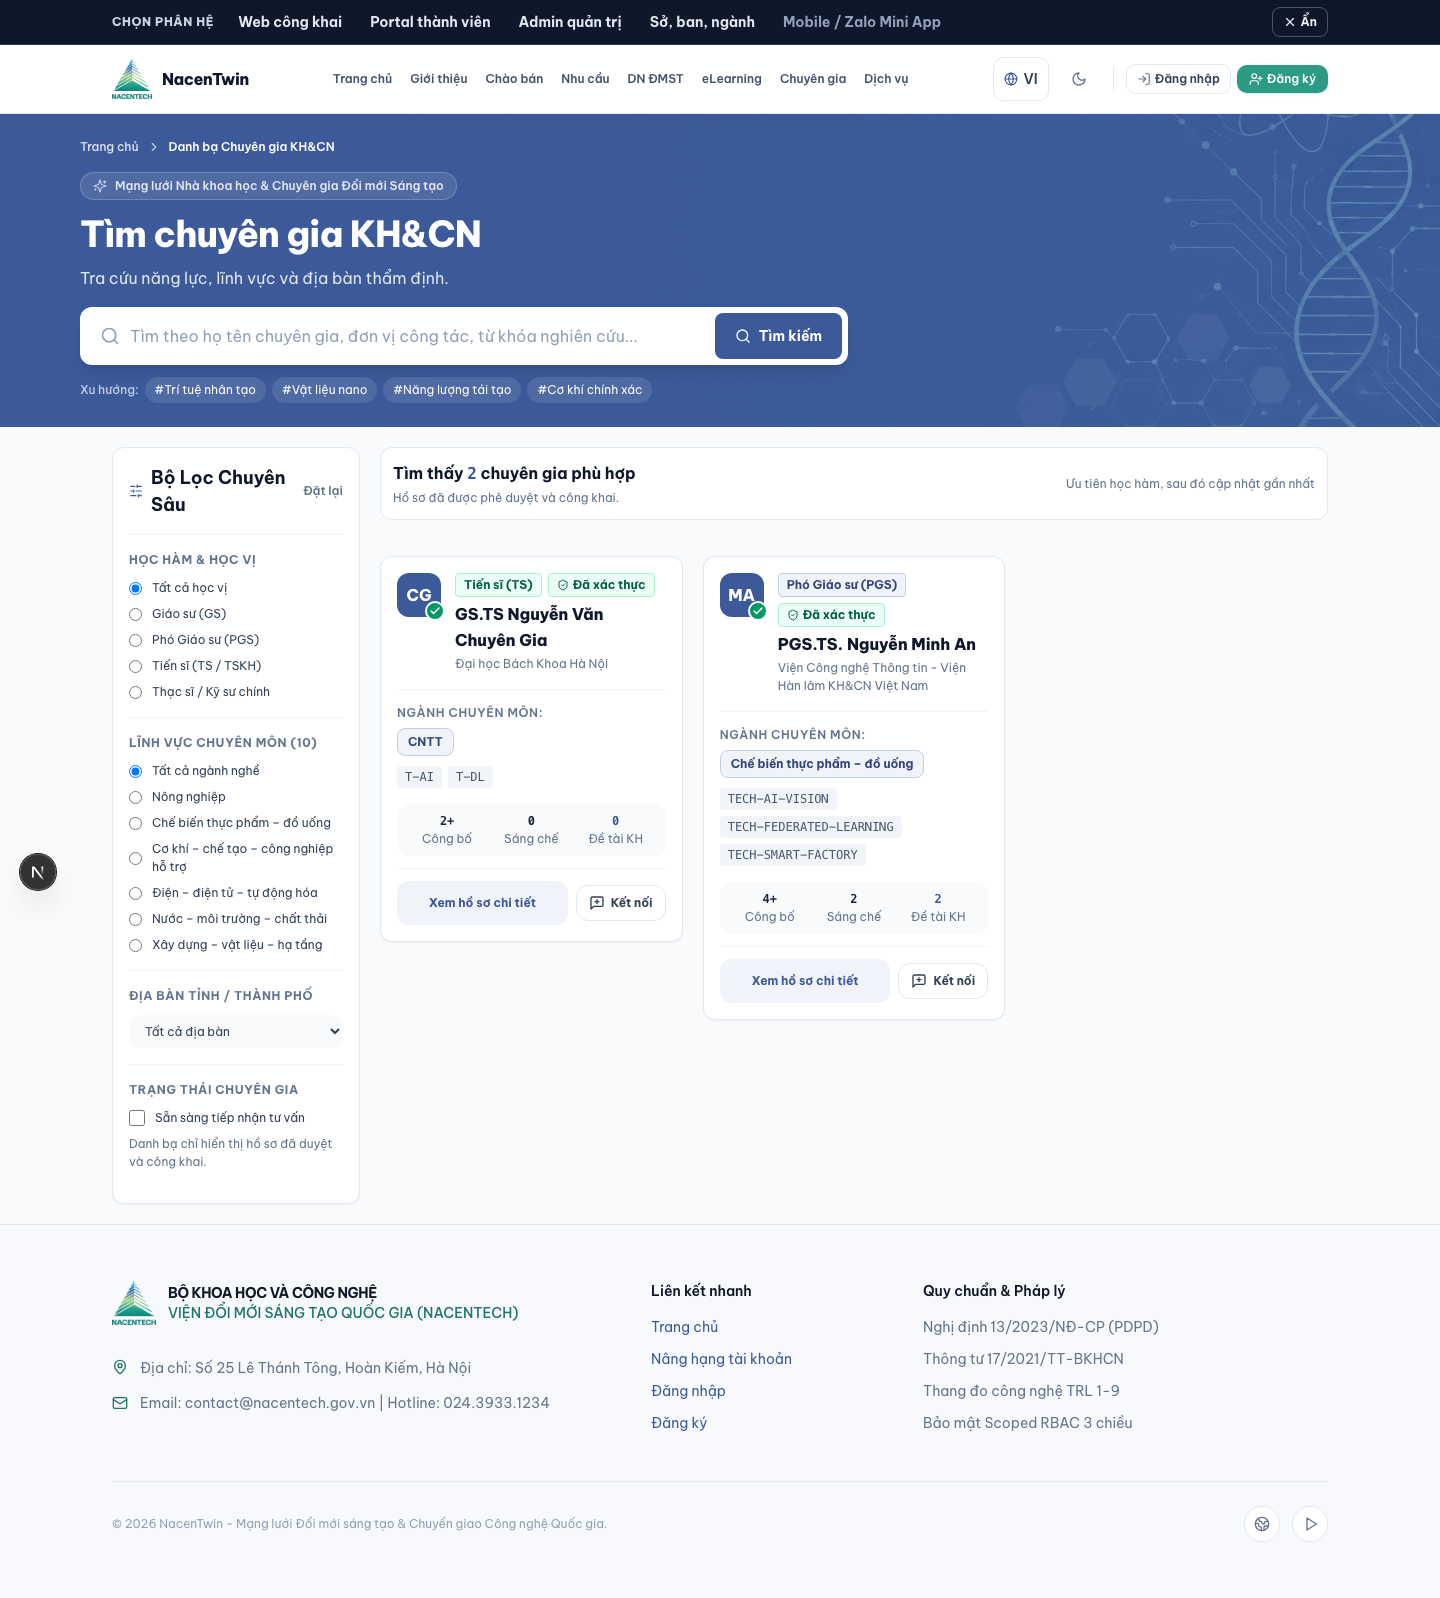 CHỌN PHÂN HỆ Web công khai Portal thành viên Admin quản trị Sở, ban, ngành Mobile / Zalo Mini App Ẩn
NACENTECH NacenTwin Trang chủ Giới thiệu Chào bán Nhu cầu DN ĐMST eLearning Chuyên gia Dịch vụ VI Đăng nhập Đăng ký
Trang chủ Danh bạ Chuyên gia KH&CN
Mạng lưới Nhà khoa học & Chuyên gia Đổi mới Sáng tạo
Tìm chuyên gia KH&CN
Tra cứu năng lực, lĩnh vực và địa bàn thẩm định.
Tìm theo họ tên chuyên gia, đơn vị công tác, từ khóa nghiên cứu... Tìm kiếm
Xu hướng: #Trí tuệ nhân tạo #Vật liệu nano #Năng lượng tái tạo #Cơ khí chính xác
Bộ Lọc Chuyên Sâu Đặt lại
HỌC HÀM & HỌC VỊ
Tất cả học vị
Giáo sư (GS)
Phó Giáo sư (PGS)
Tiến sĩ (TS / TSKH)
Thạc sĩ / Kỹ sư chính
LĨNH VỰC CHUYÊN MÔN (10)
Tất cả ngành nghề
Nông nghiệp
Chế biến thực phẩm – đồ uống
Cơ khí – chế tạo – công nghiệp
hỗ trợ
Điện – điện tử – tự động hóa
Nước – môi trường – chất thải
Xây dựng – vật liệu – hạ tầng
ĐỊA BÀN TỈNH / THÀNH PHỐ
Tất cả địa bàn
TRẠNG THÁI CHUYÊN GIA
Sẵn sàng tiếp nhận tư vấn
Danh bạ chỉ hiển thị hồ sơ đã duyệt
và công khai.
Tìm thấy 2 chuyên gia phù hợp
Hồ sơ đã được phê duyệt và công khai.
Ưu tiên học hàm, sau đó cập nhật gần nhất
CG Tiến sĩ (TS) Đã xác thực
GS.TS Nguyễn Văn
Chuyên Gia
Đại học Bách Khoa Hà Nội
NGÀNH CHUYÊN MÔN:
CNTT
T-AI T-DL
2+ 0 0
Công bố Sáng chế Đề tài KH
Xem hồ sơ chi tiết Kết nối
MA Phó Giáo sư (PGS)
Đã xác thực
PGS.TS. Nguyễn Minh An
Viện Công nghệ Thông tin - Viện
Hàn lâm KH&CN Việt Nam
NGÀNH CHUYÊN MÔN:
Chế biến thực phẩm – đồ uống
TECH-AI-VISION
TECH-FEDERATED-LEARNING
TECH-SMART-FACTORY
4+ 2 2
Công bố Sáng chế Đề tài KH
Xem hồ sơ chi tiết Kết nối
NACENTECH
BỘ KHOA HỌC VÀ CÔNG NGHỆ
VIỆN ĐỔI MỚI SÁNG TẠO QUỐC GIA (NACENTECH)
Địa chỉ: Số 25 Lê Thánh Tông, Hoàn Kiếm, Hà Nội
Email: contact@nacentech.gov.vn | Hotline: 024.3933.1234
Liên kết nhanh
Trang chủ
Nâng hạng tài khoản
Đăng nhập
Đăng ký
Quy chuẩn & Pháp lý
Nghị định 13/2023/NĐ-CP (PDPD)
Thông tư 17/2021/TT-BKHCN
Thang đo công nghệ TRL 1-9
Bảo mật Scoped RBAC 3 chiều
© 2026 NacenTwin - Mạng lưới Đổi mới sáng tạo & Chuyển giao Công nghệ Quốc gia.